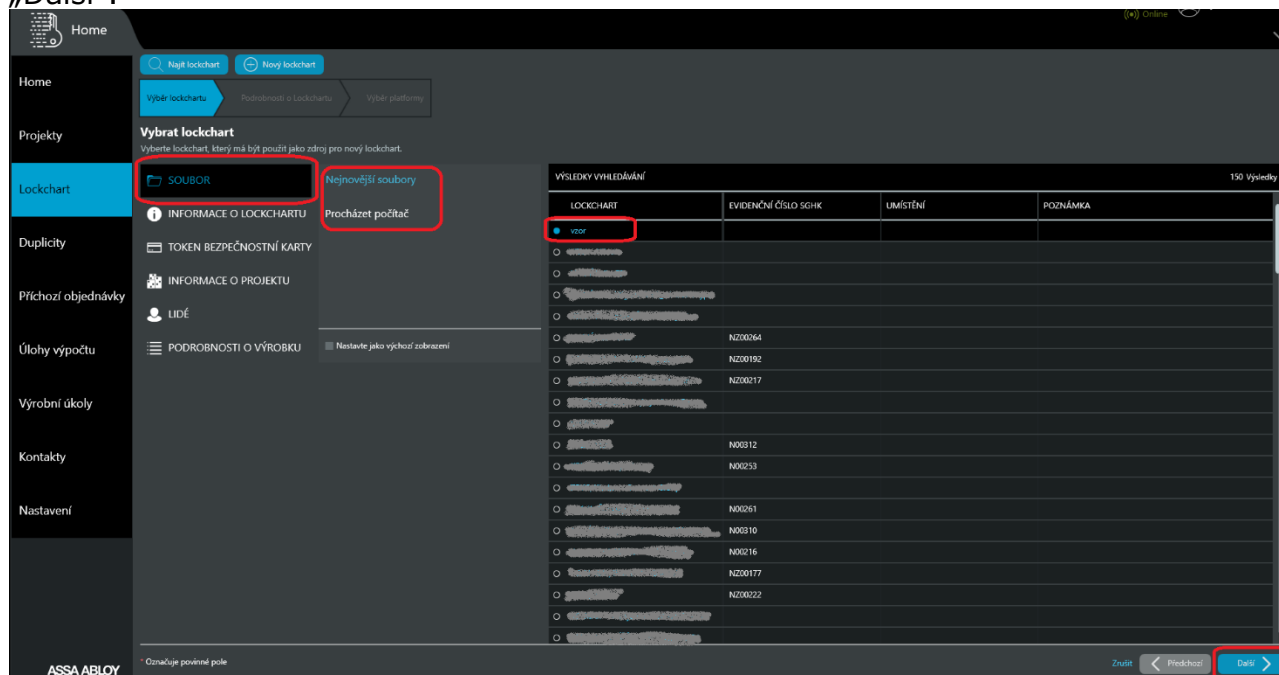 „Další“.
Home
((•)) Online
Najít lockchart
Nový lockchart
Výběr lockchartu
Podrobnosti o Lockchartu
Výběr platformy
Home
Projekty
Lockchart
Duplicity
Příchozí objednávky
Úlohy výpočtu
Výrobní úkoly
Kontakty
Nastavení
ASSA ABLOY
Vybrat lockchart
Vyberte lockchart, který má být použit jako zdroj pro nový lockchart.
SOUBOR
INFORMACE O LOCKCHARTU
TOKEN BEZPEČNOSTNÍ KARTY
INFORMACE O PROJEKTU
LIDÉ
PODROBNOSTI O VÝROBKU
Nejnovější soubory
Procházet počítač
Nastavte jako výchozí zobrazení
VÝSLEDKY VYHLEDÁVÁNÍ
150 Výsledky
LOCKCHART EVIDENČNÍ ČÍSLO SGHK UMÍSTĚNÍ POZNÁMKA
vzor
NZ00264
NZ00192
NZ00217
N00312
N00253
N00261
N00310
N00216
NZ00177
NZ00222
* Označuje povinné pole
Zrušit
Předchozí
Další